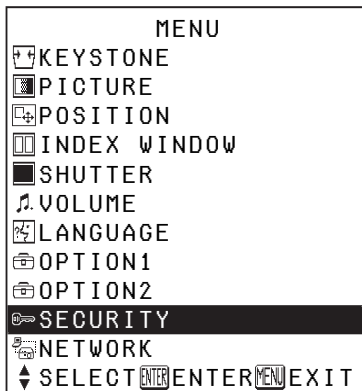 MENU
KEYSTONE
PICTURE
POSITION
INDEX WINDOW
SHUTTER
VOLUME
LANGUAGE
OPTION1
OPTION2
SECURITY
NETWORK
SELECT ENTER ENTER MENU EXIT